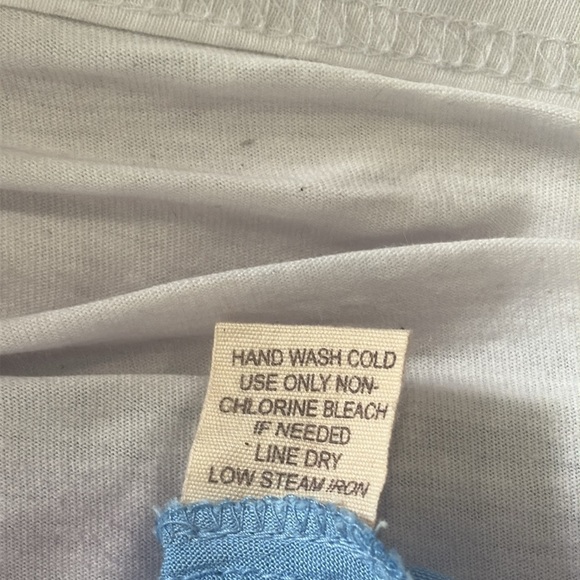 HAND WASH COLD
USE ONLY NON-
CHLORINE BLEACH
IF NEEDED
LINE DRY
LOW STEAM IRON